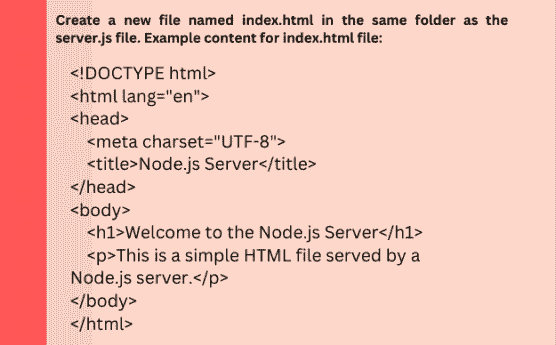 Create a new file named index.html in the same folder as the
server.js file. Example content for index.html file:
<!DOCTYPE html>
<html lang="en">
<head>
<meta charset="UTF-8">
<title>Node.js Server</title>
</head>
<body>
<h1>Welcome to the Node.js Server</h1>
<p>This is a simple HTML file served by a
Node.js server.</p>
</body>
</html>